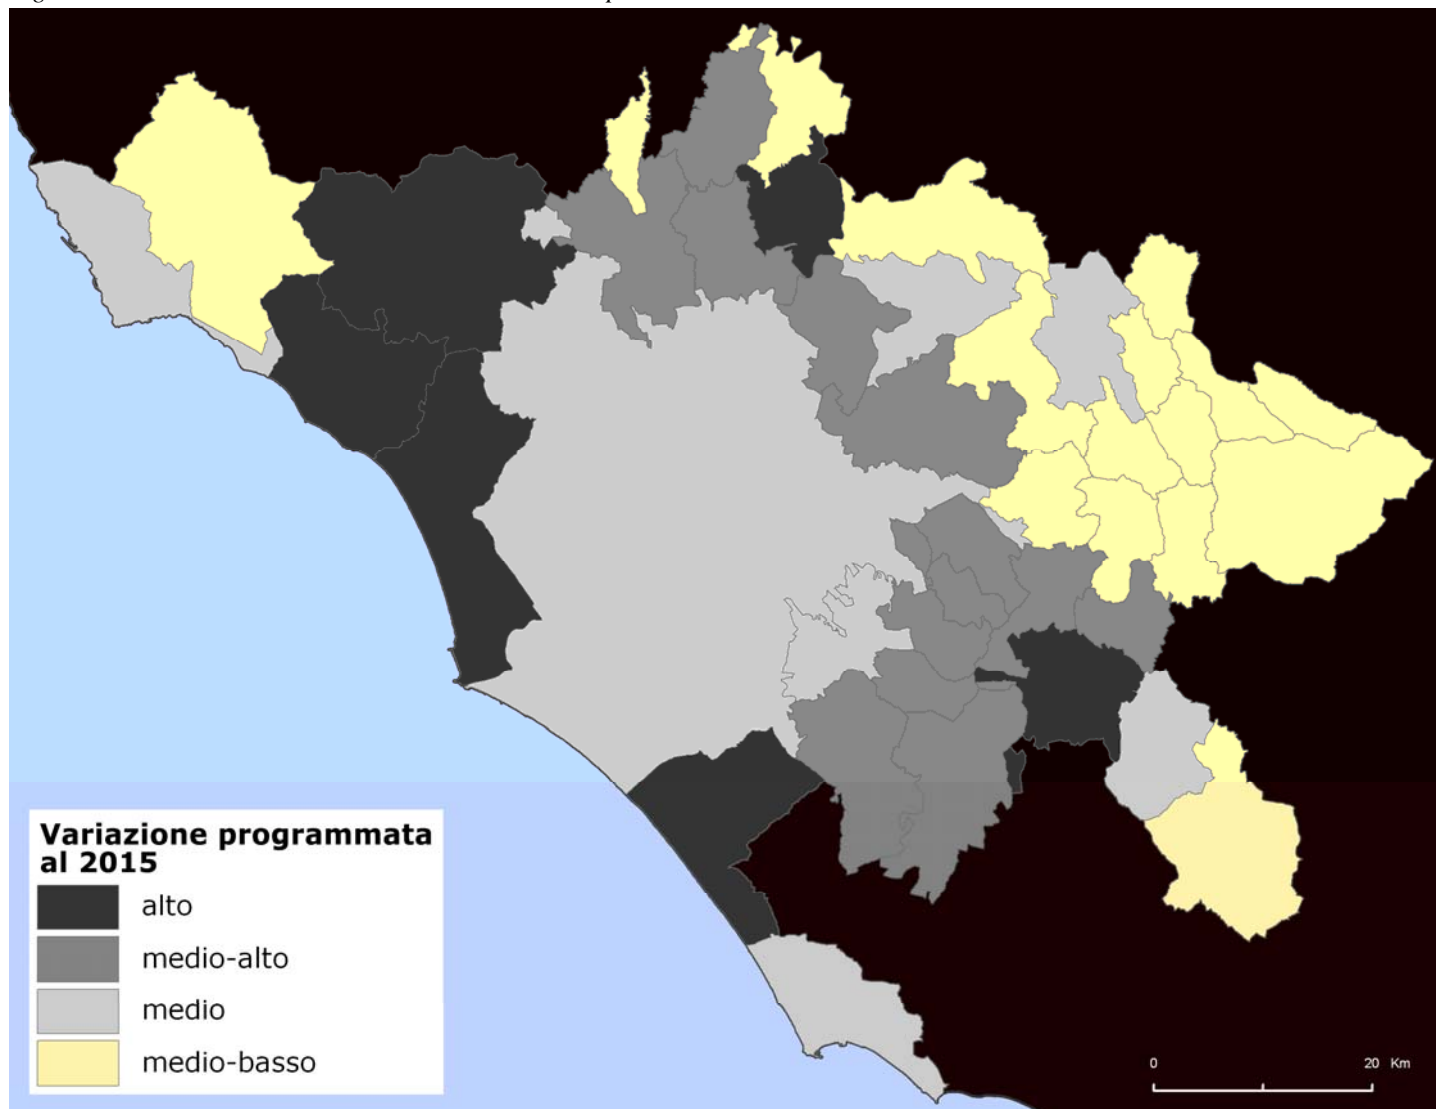 Variazione programmata
al 2015
alto
medio-alto
medio
medio-basso
0 20 Km